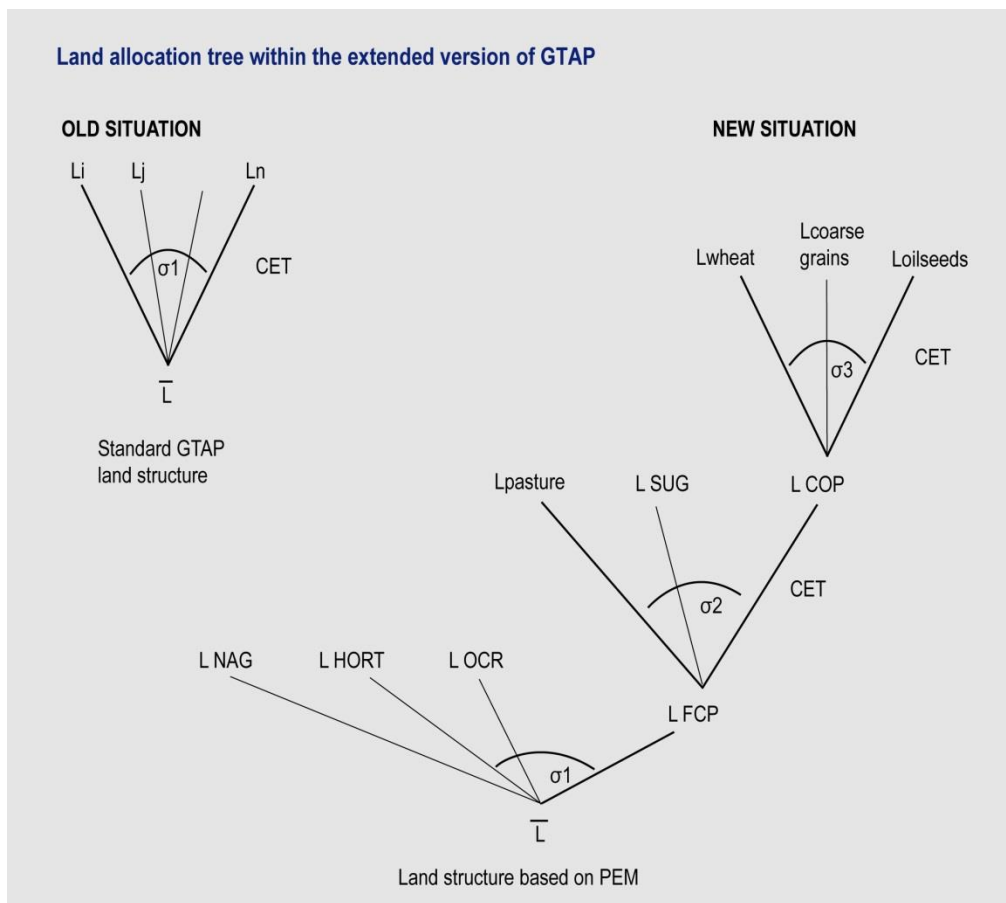 Land allocation tree within the extended version of GTAP
OLD SITUATION
Li
Lj
Ln
σ1
CET
L
Standard GTAP
land structure
NEW SITUATION
Lwheat
Lcoarse
grains
Loilseeds
σ3
CET
Lpasture
L SUG
L COP
σ2
CET
L NAG
L HORT
L OCR
L FCP
σ1
L
Land structure based on PEM